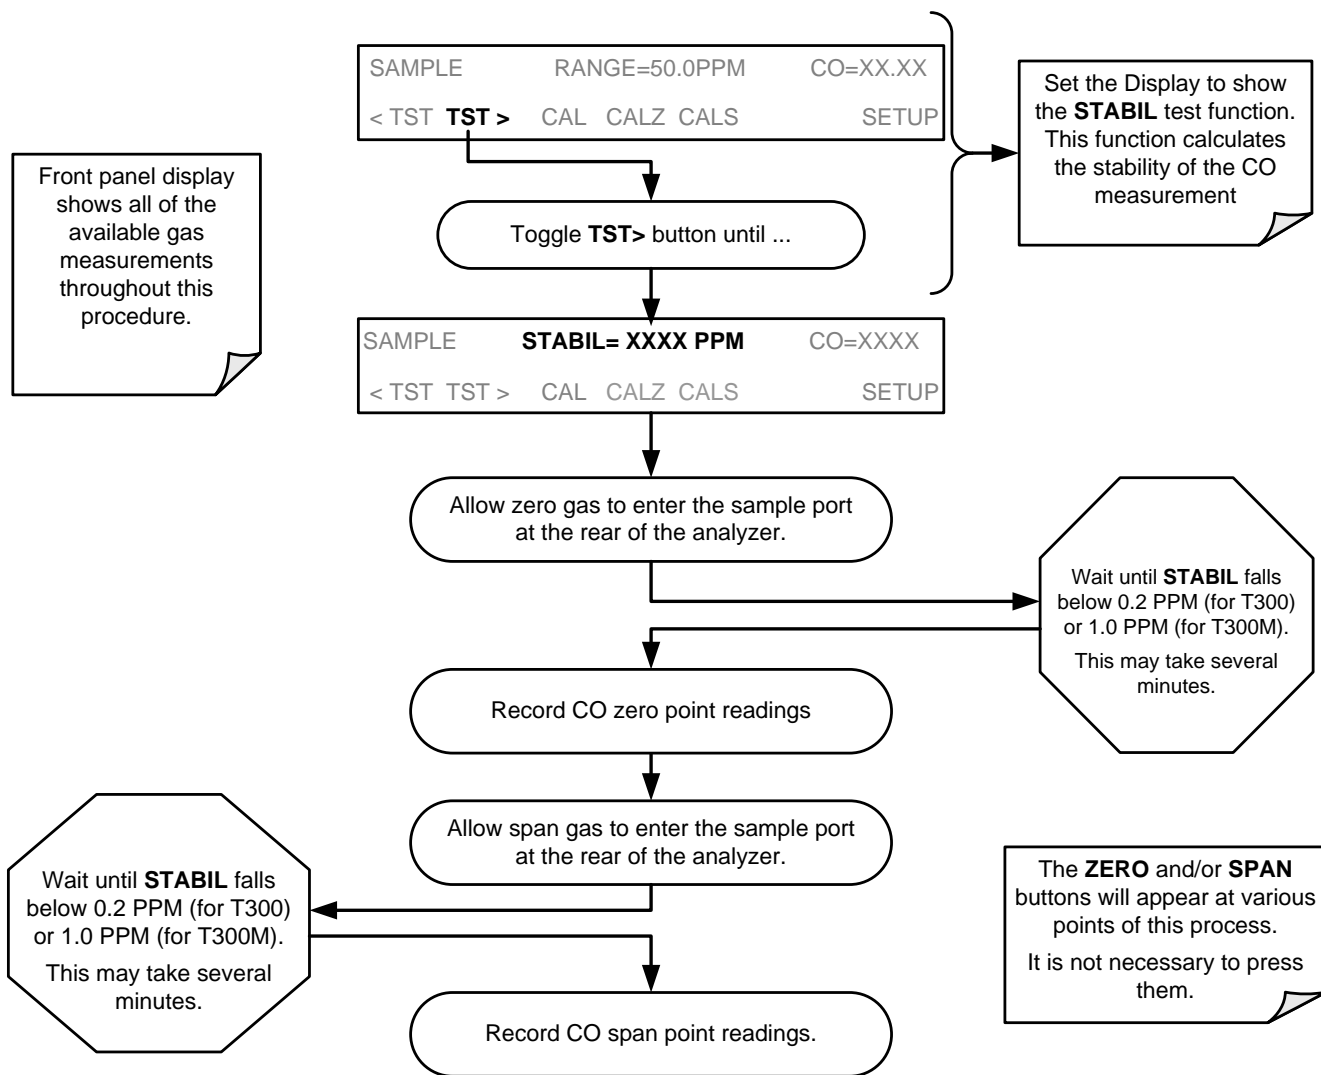 SAMPLE RANGE=50.0PPM CO=XX.XX
< TST TST > CAL CALZ CALS SETUP
Set the Display to show
the STABIL test function.
This function calculates
the stability of the CO
measurement
Front panel display
shows all of the
available gas
measurements
throughout this
procedure.
Toggle TST> button until ...
SAMPLE STABIL= XXXX PPM CO=XXXX
< TST TST > CAL CALZ CALS SETUP
Allow zero gas to enter the sample port
at the rear of the analyzer.
Wait until STABIL falls
below 0.2 PPM (for T300)
or 1.0 PPM (for T300M).
This may take several
minutes.
Record CO zero point readings
Allow span gas to enter the sample port
at the rear of the analyzer.
Wait until STABIL falls
below 0.2 PPM (for T300)
or 1.0 PPM (for T300M).
This may take several
minutes.
The ZERO and/or SPAN
buttons will appear at various
points of this process.
It is not necessary to press
them.
Record CO span point readings.